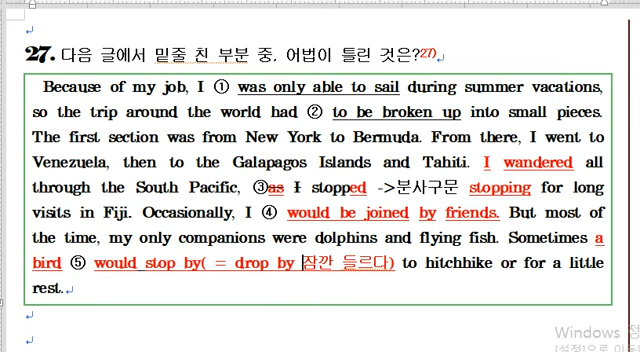 27. 다음 글에서 밑줄 친 부분 중, 어법이 틀린 것은?27)
Because of my job, I ① was only able to sail during summer vacations,
so the trip around the world had ② to be broken up into small pieces.
The first section was from New York to Bermuda. From there, I went to
Venezuela, then to the Galapagos Islands and Tahiti. I wandered all
through the South Pacific, ③as I stopped ->분사구문 stopping for long
visits in Fiji. Occasionally, I ④ would be joined by friends. But most of
the time, my only companions were dolphins and flying fish. Sometimes a
bird ⑤ would stop by( = drop by 잠깐 들르다) to hitchhike or for a little
rest.
Windows 정
[설정]으로 이동